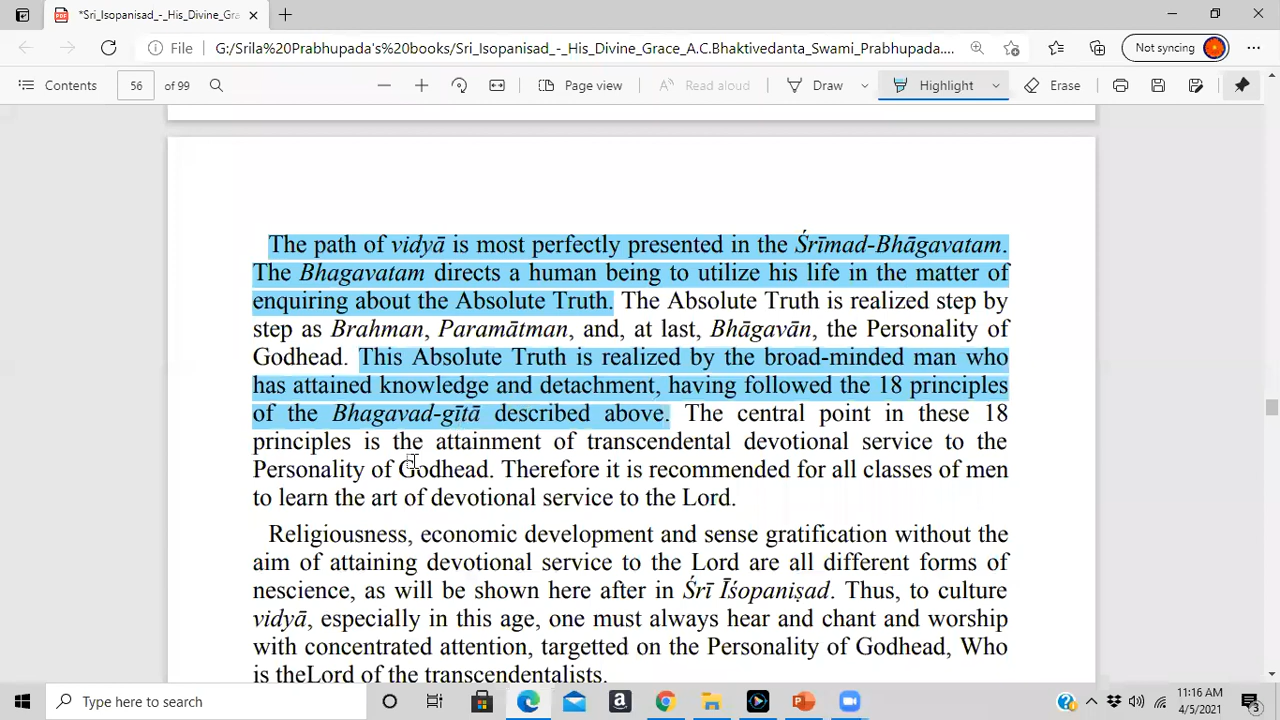 *Sri_Isopanisad_-_His_Divine_Gra
File G:/Srila%20Prabhupada's%20books/Sri_Isopanisad_-_His_Divine_Grace_A.C.Bhaktivedanta_Swami_Prabhupada.... Not syncing
Contents 56 of 99 Page view Read aloud Draw Highlight Erase
The path of vidyā is most perfectly presented in the Śrīmad-Bhāgavatam.
The Bhagavatam directs a human being to utilize his life in the matter of
enquiring about the Absolute Truth. The Absolute Truth is realized step by
step as Brahman, Paramātman, and, at last, Bhāgavān, the Personality of
Godhead. This Absolute Truth is realized by the broad-minded man who
has attained knowledge and detachment, having followed the 18 principles
of the Bhagavad-gītā described above. The central point in these 18
principles is the attainment of transcendental devotional service to the
Personality of Godhead. Therefore it is recommended for all classes of men
to learn the art of devotional service to the Lord.
Religiousness, economic development and sense gratification without the
aim of attaining devotional service to the Lord are all different forms of
nescience, as will be shown here after in Śrī Īśopaniṣad. Thus, to culture
vidyā, especially in this age, one must always hear and chant and worship
with concentrated attention, targetted on the Personality of Godhead, Who
is theLord of the transcendentalists.
Type here to search
11:16 AM
4/5/2021
3